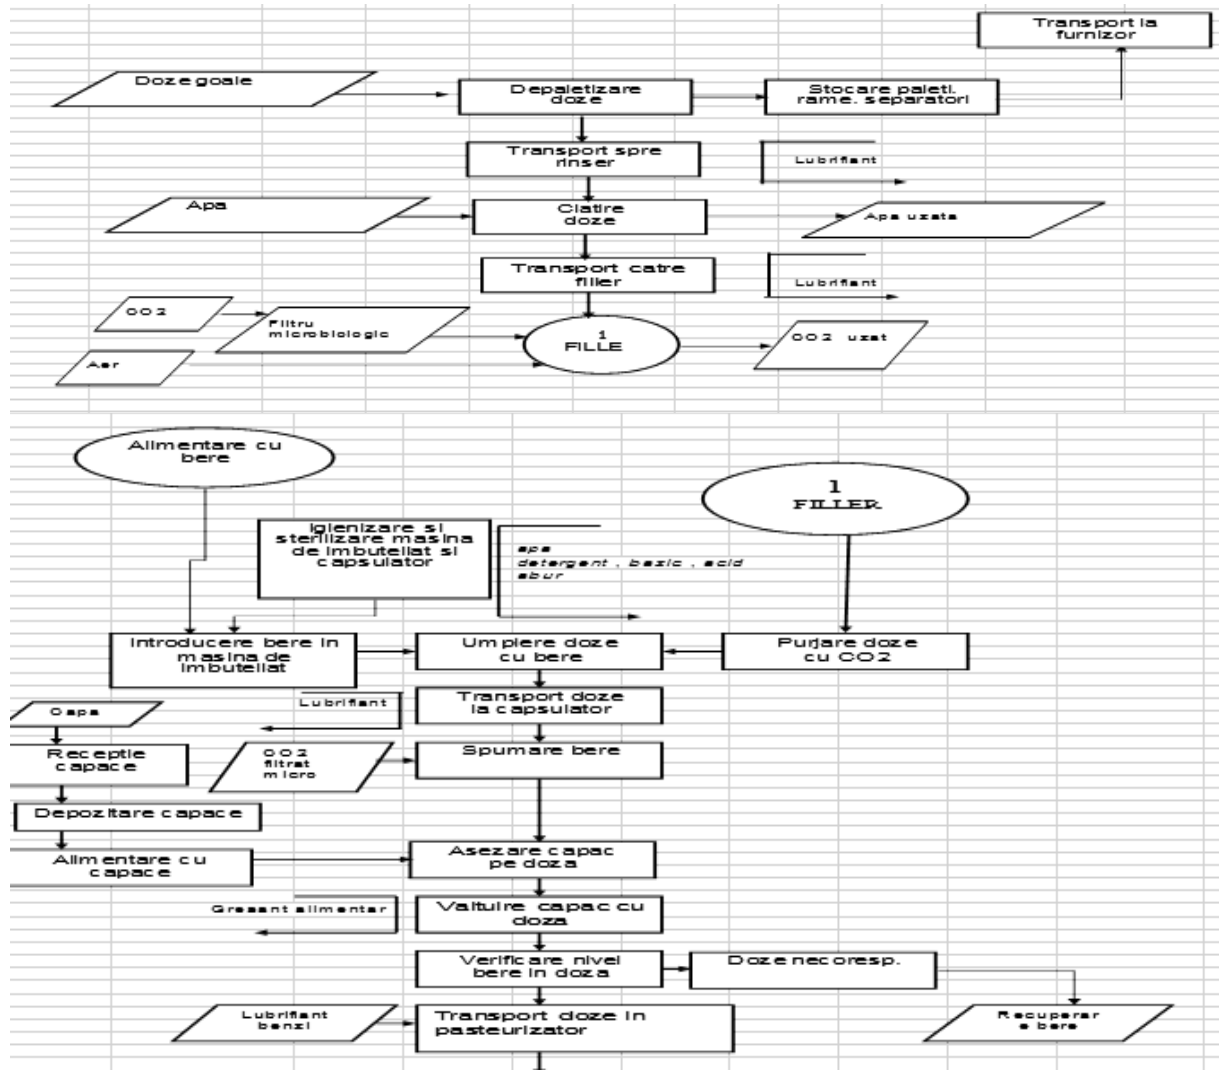 Transport la
furnizor
Doze goale
Depaletizare
doze
Stocare paleti.
rame. separatori
Transport spre
rinser
Lubrifiant
Apa
Clatire
doze
Apa uzata
Transport catre
filler
Lubrifiant
CO2
Filtru
microbiologic
1
FILLE
CO2 uzat
Aer
Alimentare cu
bere
1
FILLER
Igienizare si
sterilizare masina
de imbuteliat si
capsulator
apa
detergent , bazic , acid
abur
Introducere bere in
masina de
imbuteliat
Umplere doze
cu bere
Purjare doze
cu CO2
Lubrifiant
Transport doze
la capsulator
Capa
Receptie
capace
CO2
filtrat
micro
Spumare bere
Depozitare capace
Alimentare cu
capace
Asezare capac
pe doza
Gresant alimentar
Valtuire capac cu
doza
Verificare nivel
bere in doza
Doze necoresp.
Lubrifiant
benzi
Transport doze in
pasteurizator
Recuperar
e bere